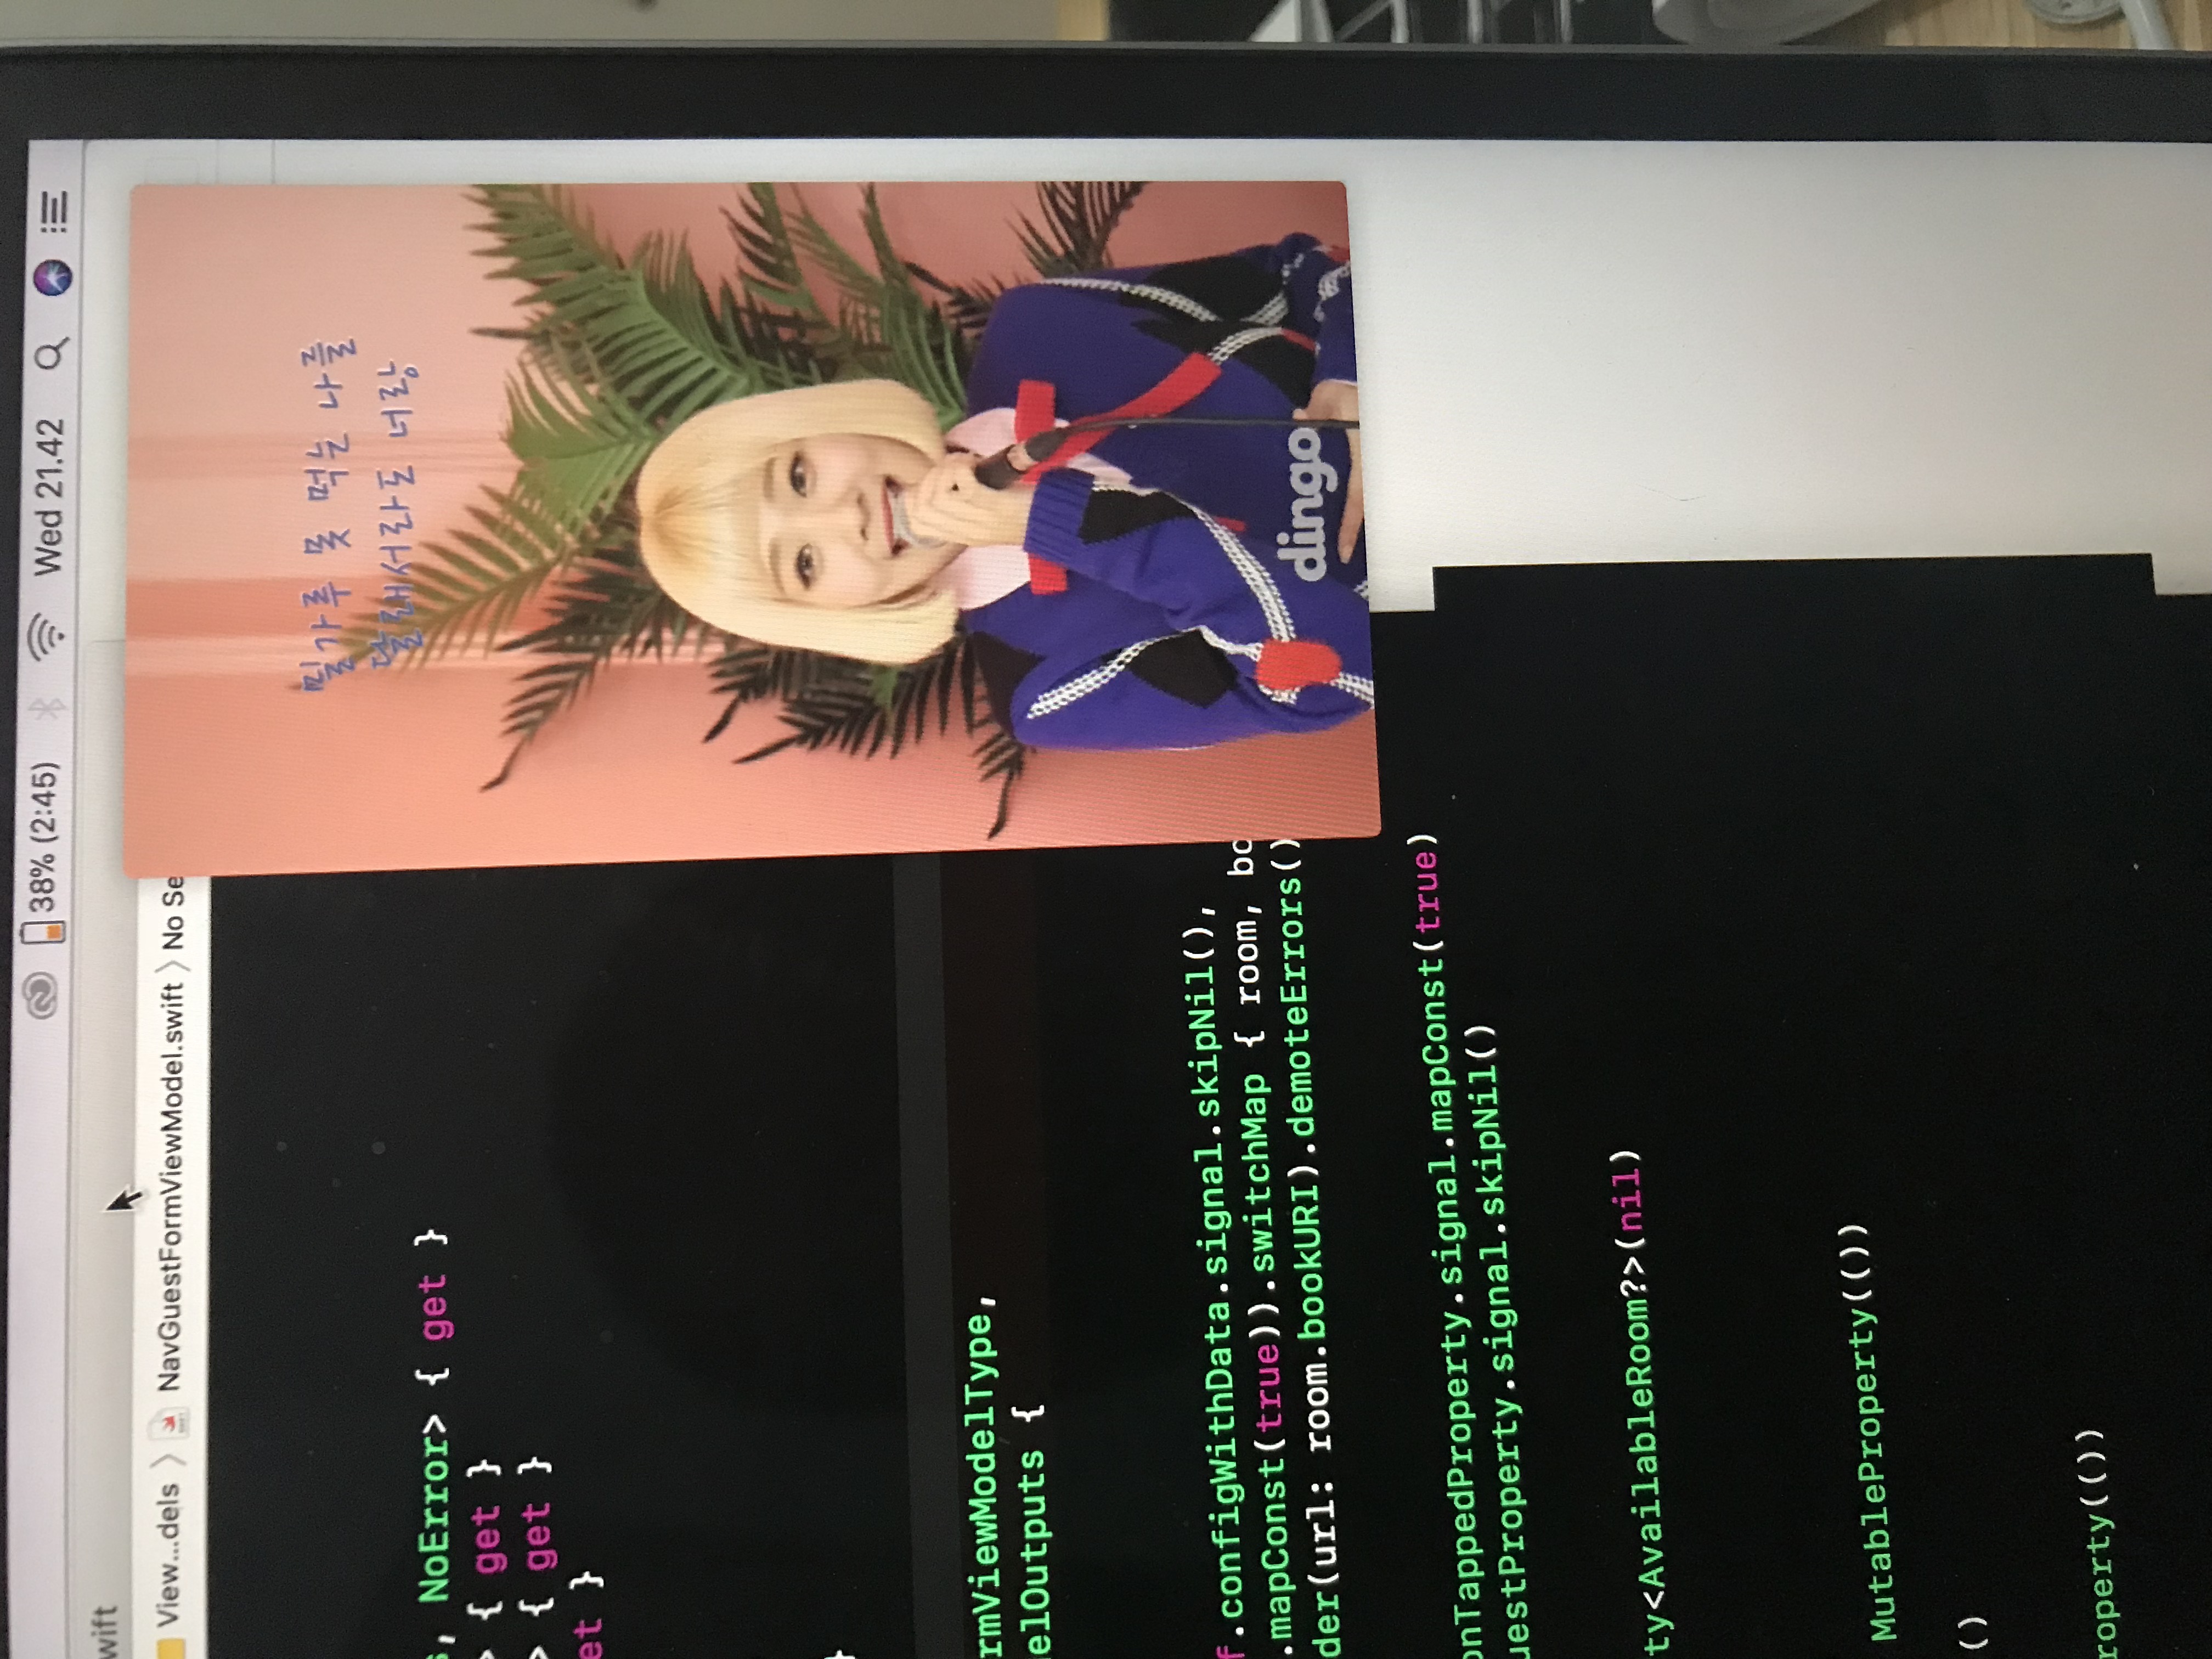 38% (2:45) Wed 21.42
wift
View...dels 〉 NavGuestFormViewModel.swift 〉 No Se
밀가루 못 먹는 나를
달래서라도 너랑
s, NoError> { get }
> { get }
> { get }
et }
}
rmViewModelType,
elOutputs {
f.configWithData.signal.skipNil(),
.mapConst(true)).switchMap { room, bo
der(url: room.bookURI).demoteErrors()
dingo
onTappedProperty.signal.mapConst(true)
uestProperty.signal.skipNil()
ty<AvailableRoom?>(nil)
MutableProperty(())
()
roperty(())